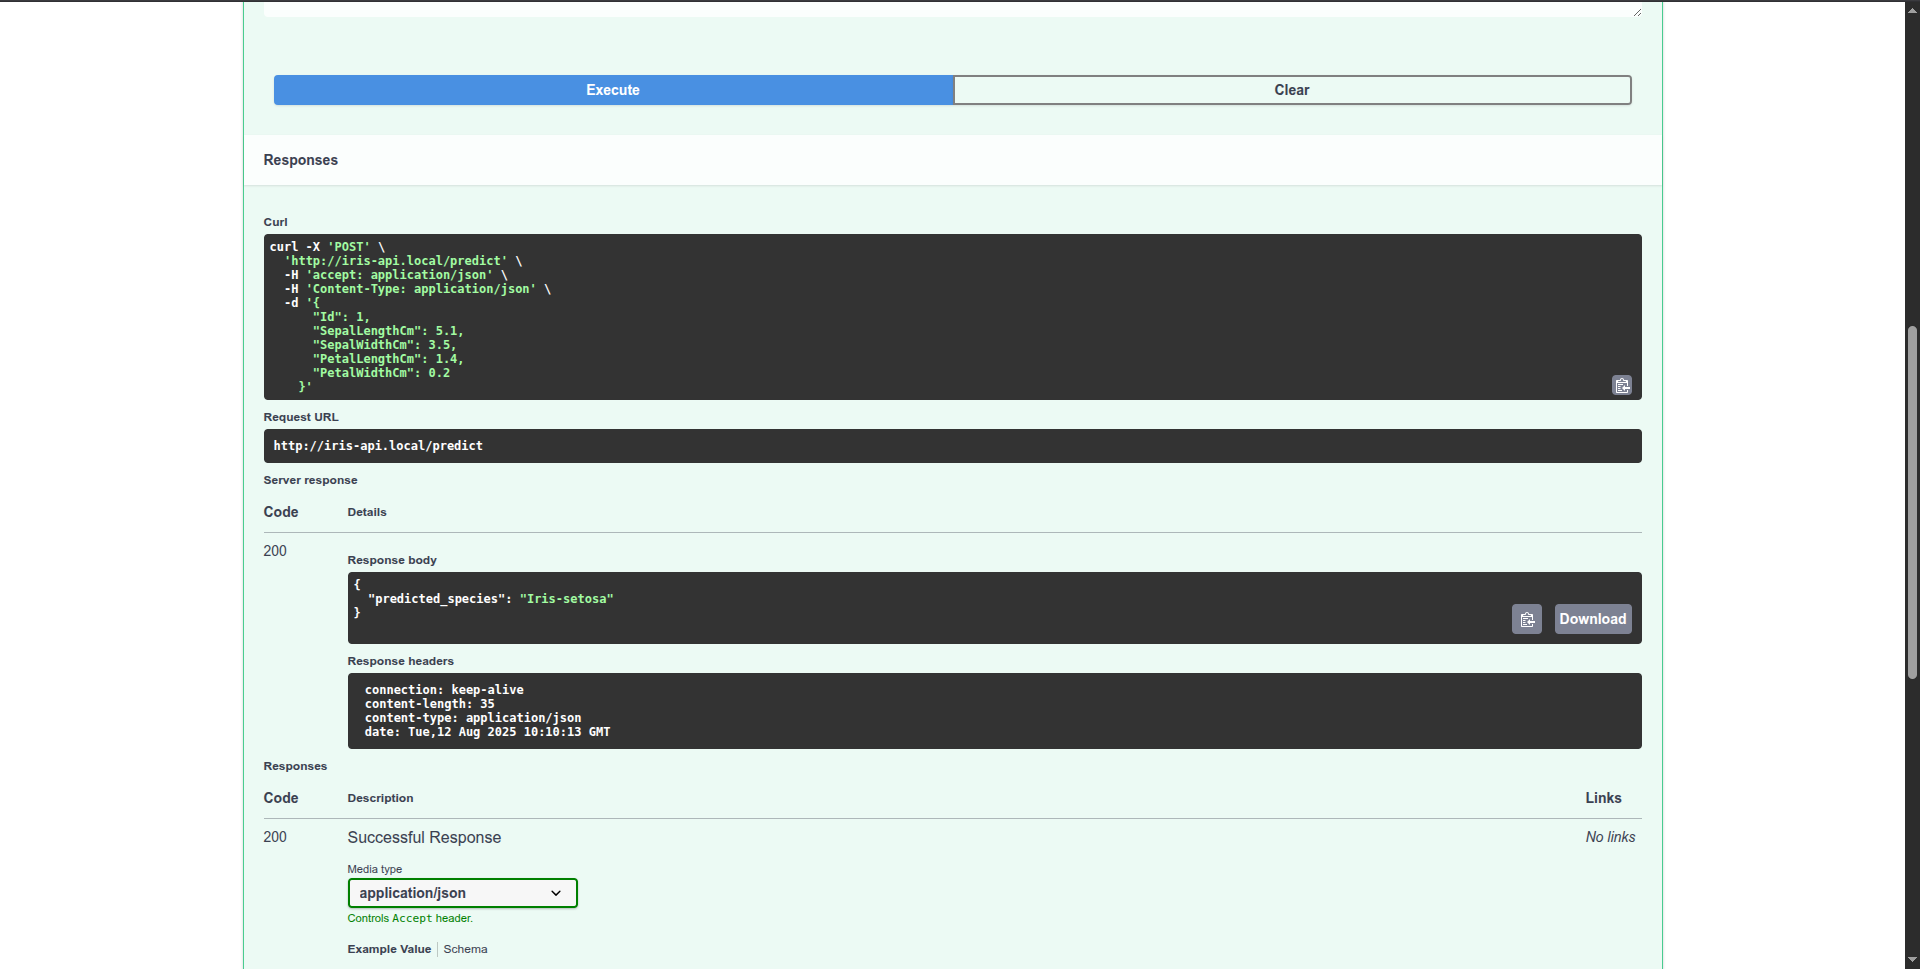 Execute
Clear
Responses
Curl
curl -X 'POST' \
  'http://iris-api.local/predict' \
  -H 'accept: application/json' \
  -H 'Content-Type: application/json' \
  -d '{
      "Id": 1,
      "SepalLengthCm": 5.1,
      "SepalWidthCm": 3.5,
      "PetalLengthCm": 1.4,
      "PetalWidthCm": 0.2
    }'
Request URL
http://iris-api.local/predict
Server response
Code Details
200
Response body
{
  "predicted_species": "Iris-setosa"
}
Download
Response headers
connection: keep-alive
content-length: 35
content-type: application/json
date: Tue,12 Aug 2025 10:10:13 GMT
Responses
Code Description Links
200 Successful Response No links
Media type
application/json
Controls Accept header.
Example Value Schema